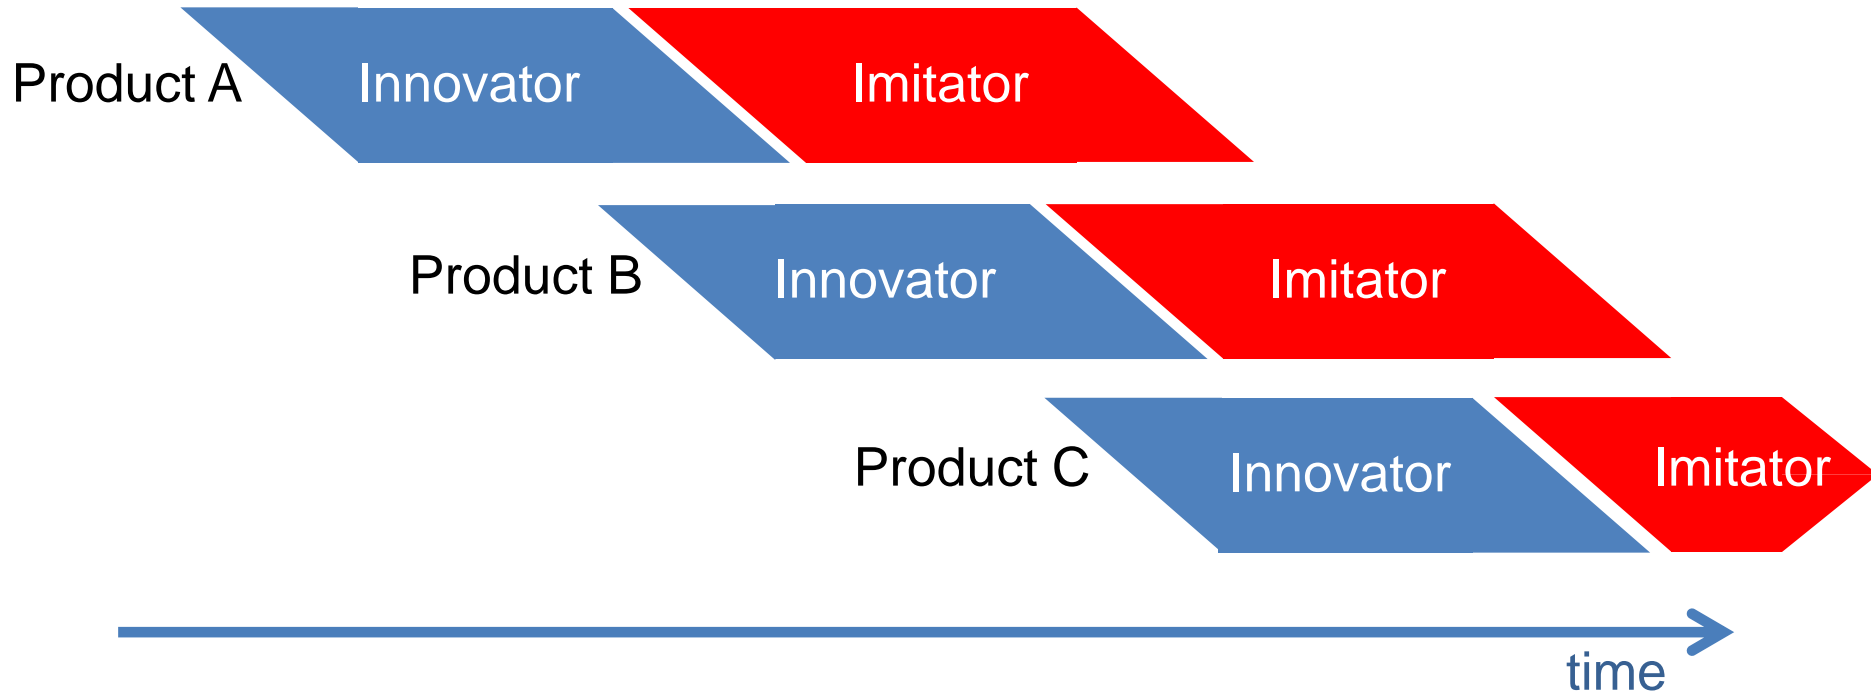 Product A Innovator Imitator
Product B Innovator Imitator
Product C Innovator Imitator
time